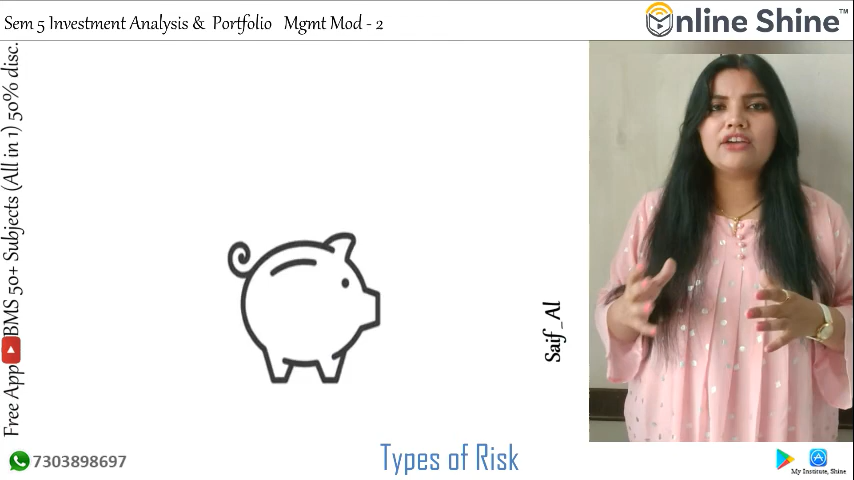 Sem 5 Investment Analysis & Portfolio Mgmt Mod - 2
Online Shine™
Free App BMS 50+ Subjects (All in 1) 50% disc.
Saif_Al
7303898697
Types of Risk
My Institute, Shine